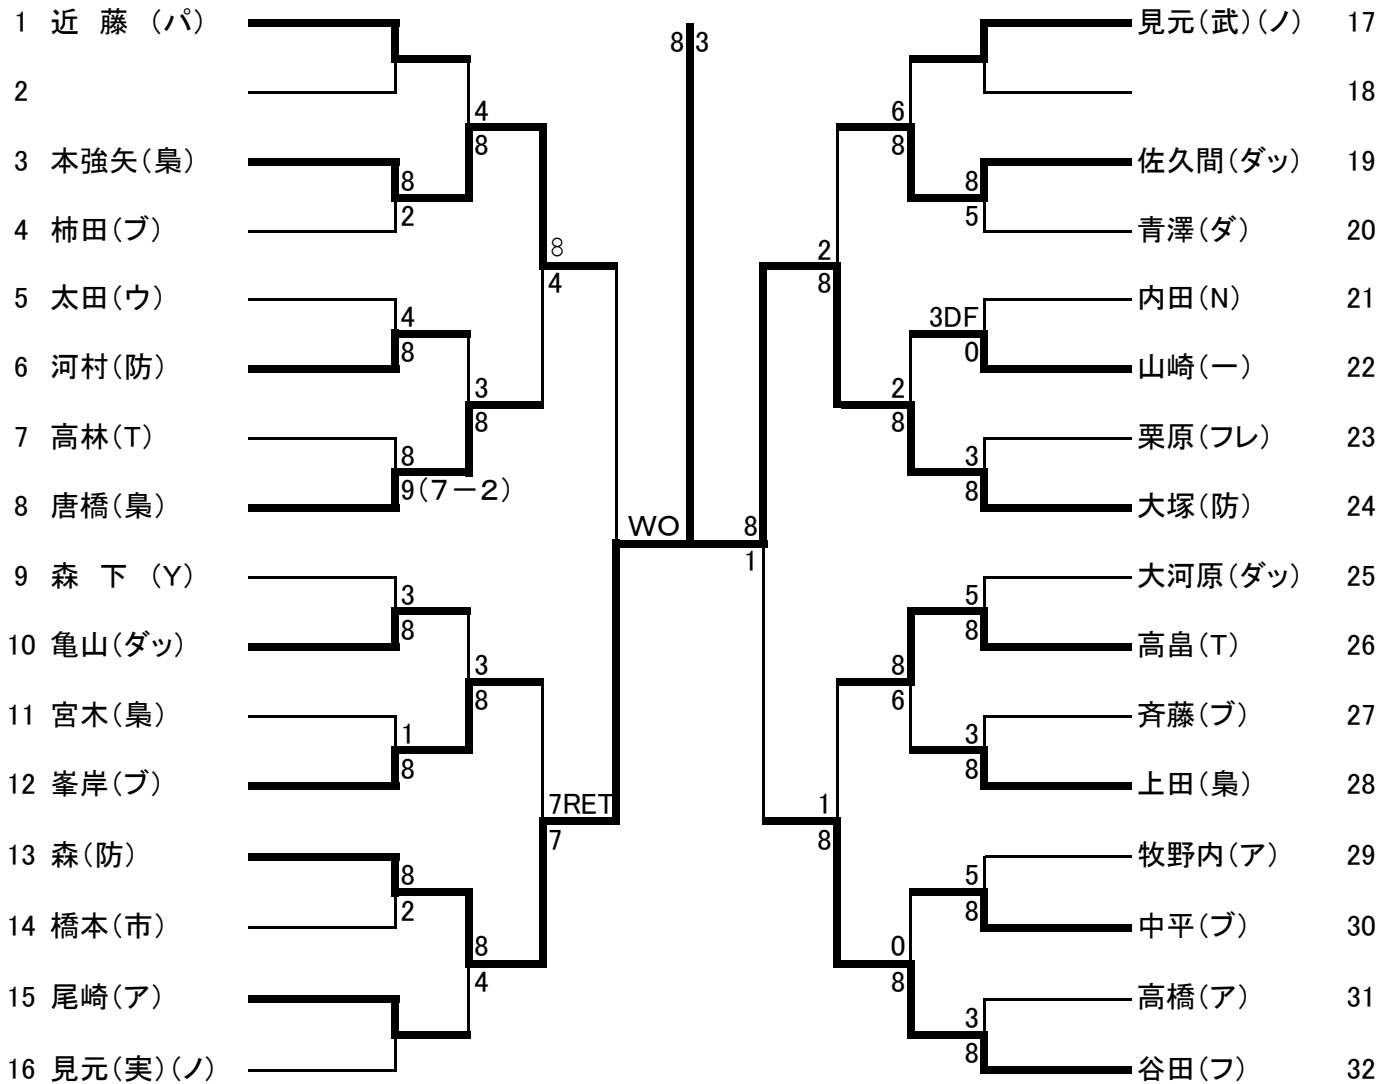 1 近 藤 (パ)
2
3 本強矢(梟)
4 柿田(ブ)
5 太田(ウ)
6 河村(防)
7 高林(T)
8 唐橋(梟)
9 森 下 (Y)
10 亀山(ダッ)
11 宮木(梟)
12 峯岸(ブ)
13 森(防)
14 橋本(市)
15 尾崎(ア)
16 見元(実)(ノ)
8
2
4
8
8
9(7-2)
3
8
1
8
8
2
4
8
3
8
3
8
8
4
8
4
7RET
7
WO
8 3
8
1
2
8
1
8
6
8
2
8
8
6
0
8
8
5
3DF
0
3
8
5
8
3
8
5
8
3
8
見元(武)(ノ) 17
18
佐久間(ダッ) 19
青澤(ダ) 20
内田(N) 21
山崎(一) 22
栗原(フレ) 23
大塚(防) 24
大河原(ダッ) 25
高畠(T) 26
斉藤(ブ) 27
上田(梟) 28
牧野内(ア) 29
中平(ブ) 30
高橋(ア) 31
谷田(フ) 32